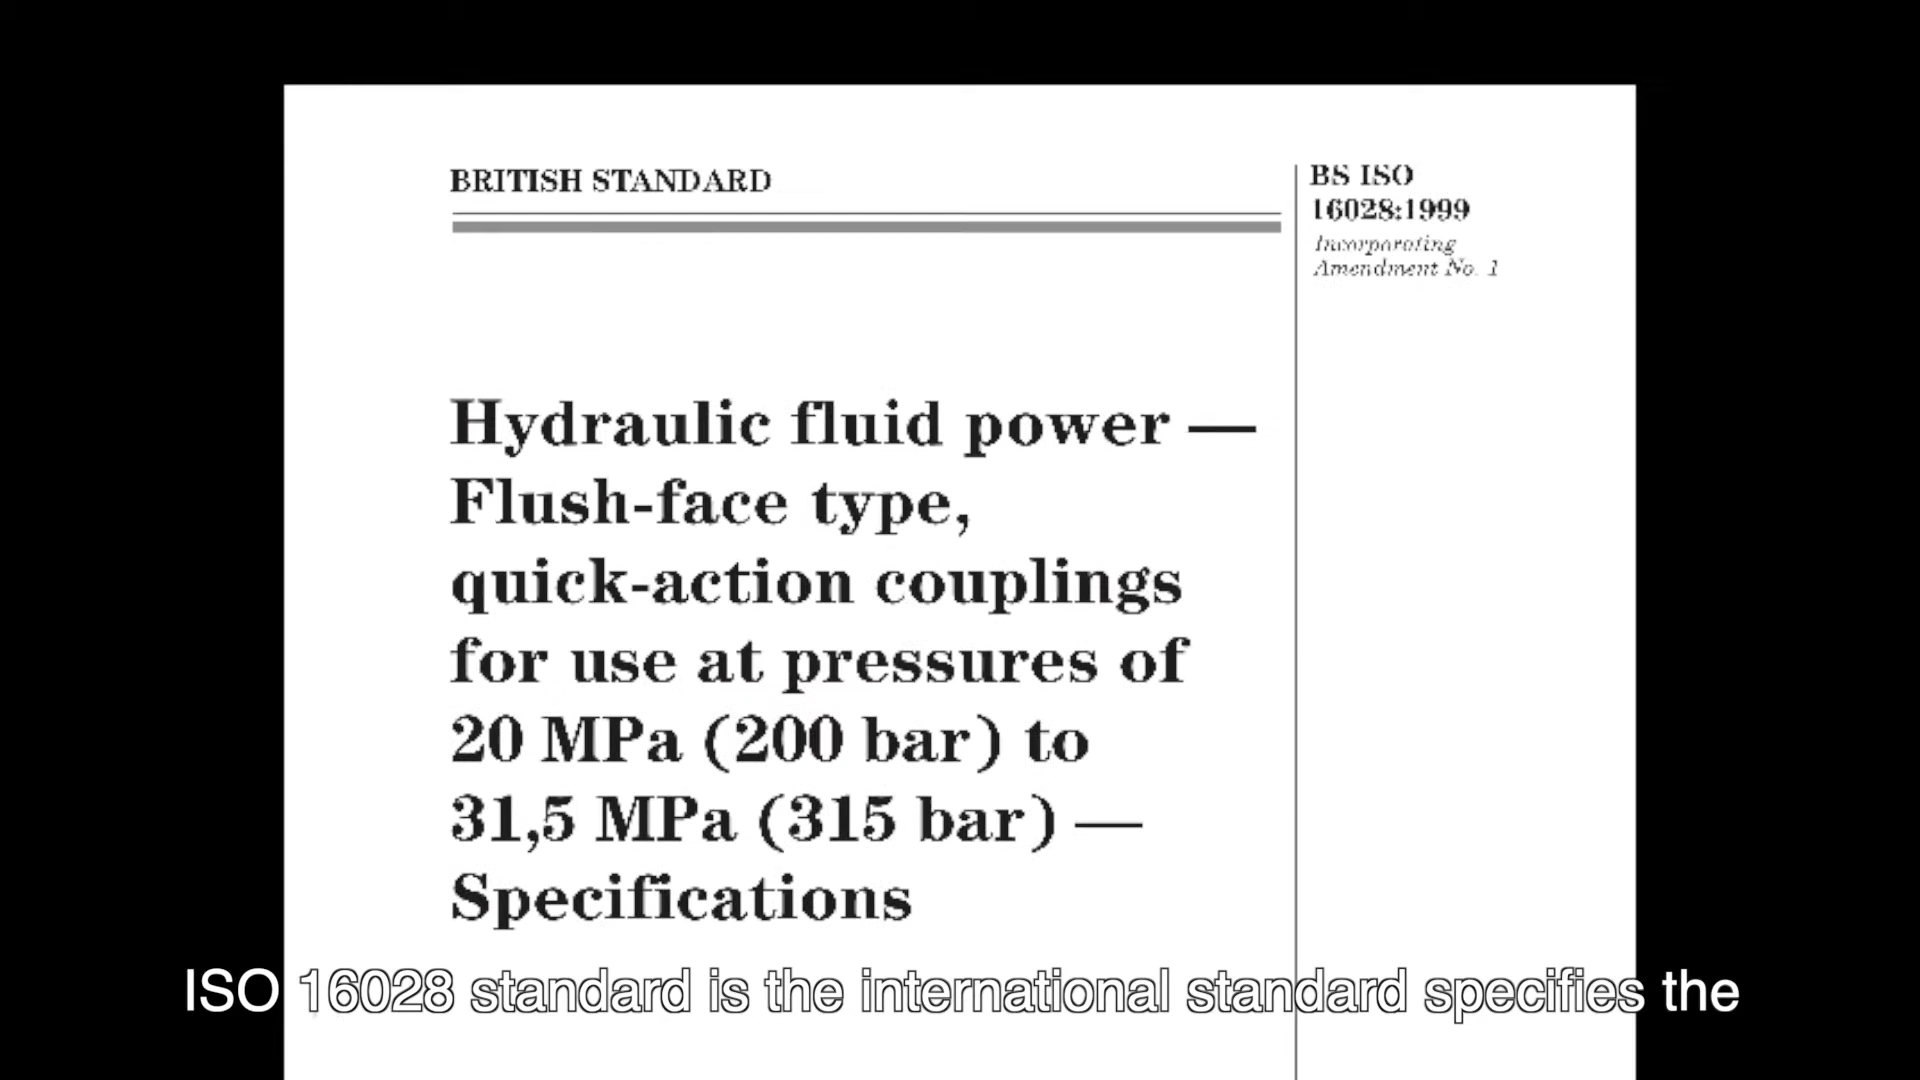 BRITISH STANDARD
BS ISO
16028:1999
Incorporating
Amendment No. 1
Hydraulic fluid power —
Flush-face type,
quick-action couplings
for use at pressures of
20 MPa (200 bar) to
31,5 MPa (315 bar) —
Specifications
ISO 16028 standard is the international standard specifies the